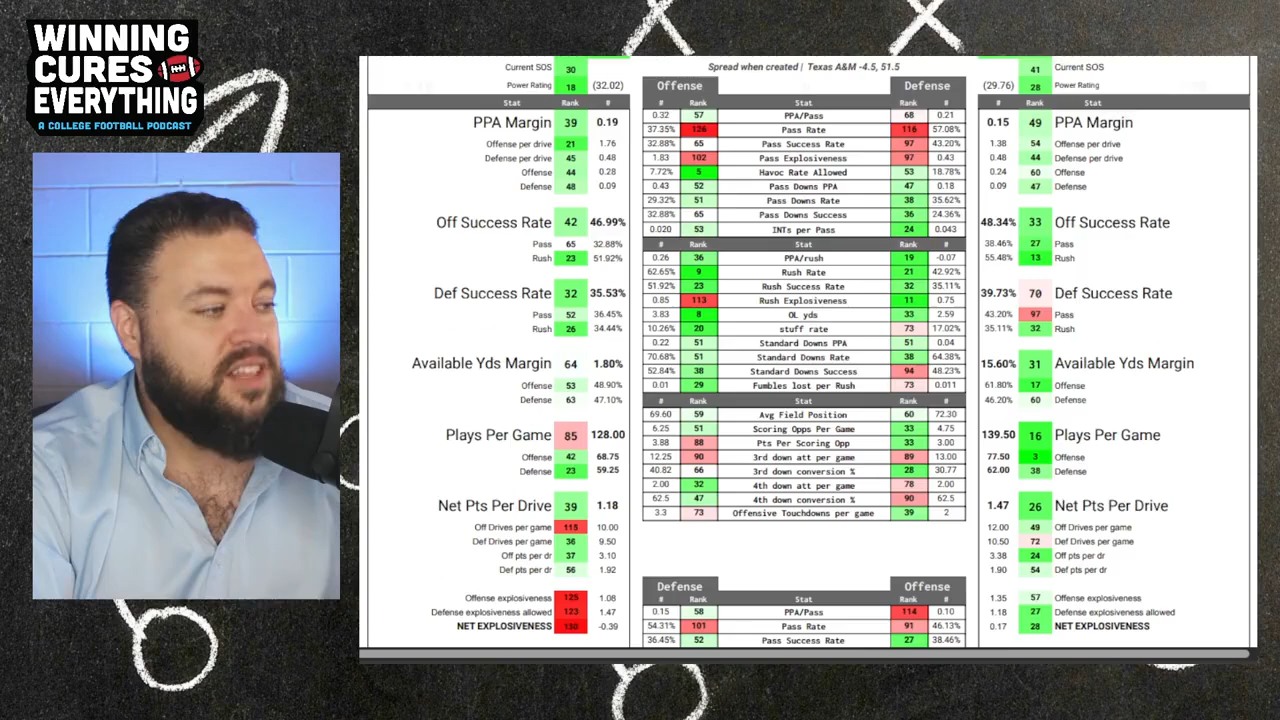 WINNING
CURES
EVERYTHING
A COLLEGE FOOTBALL PODCAST
Current SOS 30
Power Rating 18 (32.02)
Stat Rank #
PPA Margin 39 0.19
Offense per drive 21 1.76
Defense per drive 45 0.48
Offense 44 0.28
Defense 48 0.09
Off Success Rate 42 46.99%
Pass 65 32.88%
Rush 23 51.92%
Def Success Rate 32 35.53%
Pass 52 36.45%
Rush 26 34.44%
Available Yds Margin 64 1.80%
Offense 53 48.90%
Defense 63 47.10%
Plays Per Game 85 128.00
Offense 42 68.75
Defense 23 59.25
Net Pts Per Drive 39 1.18
Off Drives per game 115 10.00
Def Drives per game 36 9.50
Off pts per dr 37 3.10
Def pts per dr 56 1.92
Offense explosiveness 125 1.08
Defense explosiveness allowed 123 1.47
NET EXPLOSIVENESS 130 -0.39
Spread when created | Texas A&M -4.5, 51.5
Offense Defense
# Rank Stat Rank #
0.32 57 PPA/Pass 68 0.21
37.35% 126 Pass Rate 116 57.08%
32.88% 65 Pass Success Rate 97 43.20%
1.83 102 Pass Explosiveness 97 0.43
7.72% 5 Havoc Rate Allowed 53 18.78%
0.43 52 Pass Downs PPA 47 0.18
29.32% 51 Pass Downs Rate 38 35.62%
32.88% 65 Pass Downs Success 36 24.36%
0.020 53 INTs per Pass 24 0.043
# Rank Stat Rank #
0.26 36 PPA/rush 19 -0.07
62.65% 9 Rush Rate 21 42.92%
51.92% 23 Rush Success Rate 32 35.11%
0.85 113 Rush Explosiveness 11 0.75
3.83 8 OL yds 33 2.59
10.26% 20 stuff rate 73 17.02%
0.22 51 Standard Downs PPA 51 0.04
70.68% 51 Standard Downs Rate 38 64.38%
52.84% 38 Standard Downs Success 94 48.23%
0.01 29 Fumbles lost per Rush 73 0.011
# Rank Stat Rank #
69.60 59 Avg Field Position 60 72.30
6.25 51 Scoring Opps Per Game 33 4.75
3.88 88 Pts Per Scoring Opp 33 3.00
12.25 90 3rd down att per game 89 13.00
40.82 66 3rd down conversion % 28 30.77
2.00 32 4th down att per game 78 2.00
62.5 47 4th down conversion % 90 62.5
3.3 73 Offensive Touchdowns per game 39 2
Defense Offense
# Rank Stat Rank #
0.15 58 PPA/Pass 114 0.10
54.31% 101 Pass Rate 91 46.13%
36.45% 52 Pass Success Rate 27 38.46%
41 Current SOS
(29.76) 28 Power Rating
# Rank Stat
0.15 49 PPA Margin
1.38 54 Offense per drive
0.48 44 Defense per drive
0.24 60 Offense
0.09 47 Defense
48.34% 33 Off Success Rate
38.46% 27 Pass
55.48% 13 Rush
39.73% 70 Def Success Rate
43.20% 97 Pass
35.11% 32 Rush
15.60% 31 Available Yds Margin
61.80% 17 Offense
46.20% 60 Defense
139.50 16 Plays Per Game
77.50 3 Offense
62.00 38 Defense
1.47 26 Net Pts Per Drive
12.00 49 Off Drives per game
10.50 72 Def Drives per game
3.38 24 Off pts per dr
1.90 54 Def pts per dr
1.35 57 Offense explosiveness
1.18 27 Defense explosiveness allowed
0.17 28 NET EXPLOSIVENESS